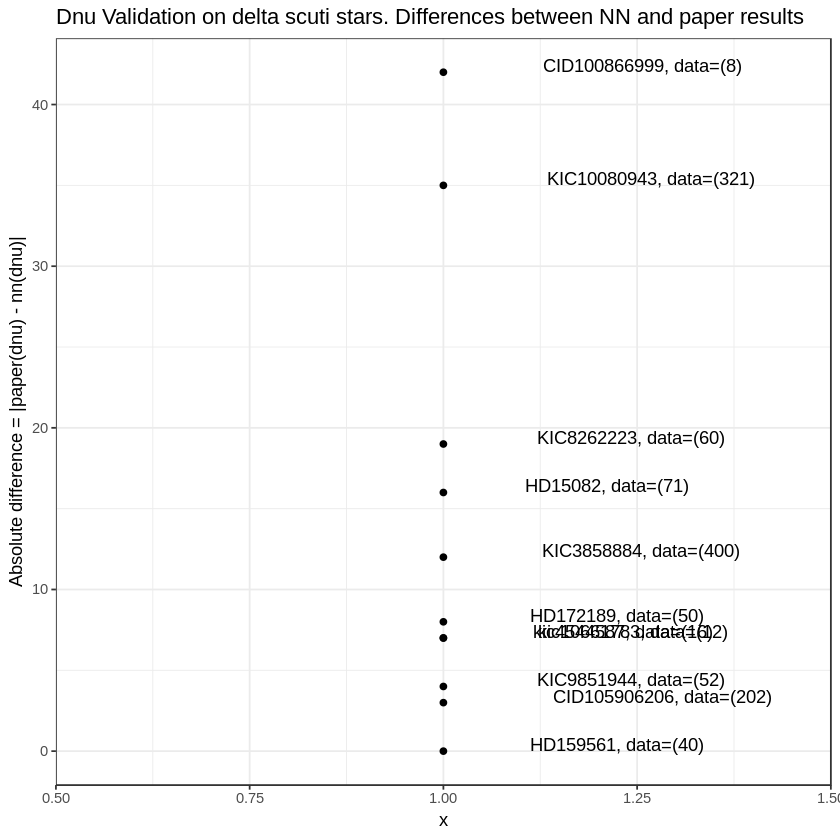 Dnu Validation on delta scuti stars. Differences between NN and paper results
Absolute difference = |paper(dnu) - nn(dnu)|
40
30
20
10
0
CID100866999, data=(8)
KIC10080943, data=(321)
KIC8262223, data=(60)
HD15082, data=(71)
KIC3858884, data=(400)
HD172189, data=(50)
KIC9851944, data=(52)
CID105906206, data=(202)
HD159561, data=(40)
0.50 0.75 1.00 1.25 1.50
x